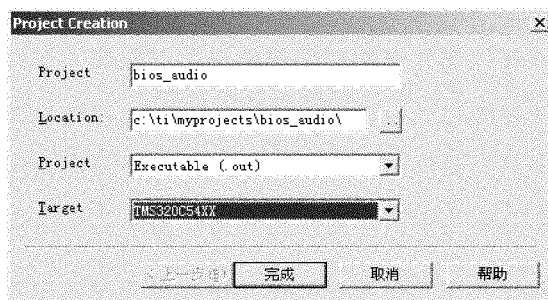 Project Creation
Project
bios_audio
Location:
c:\ti\myprojects\bios_audio\
..
Project
Executable (.out)
Target
TMS320C54XX
完成
取消
帮助